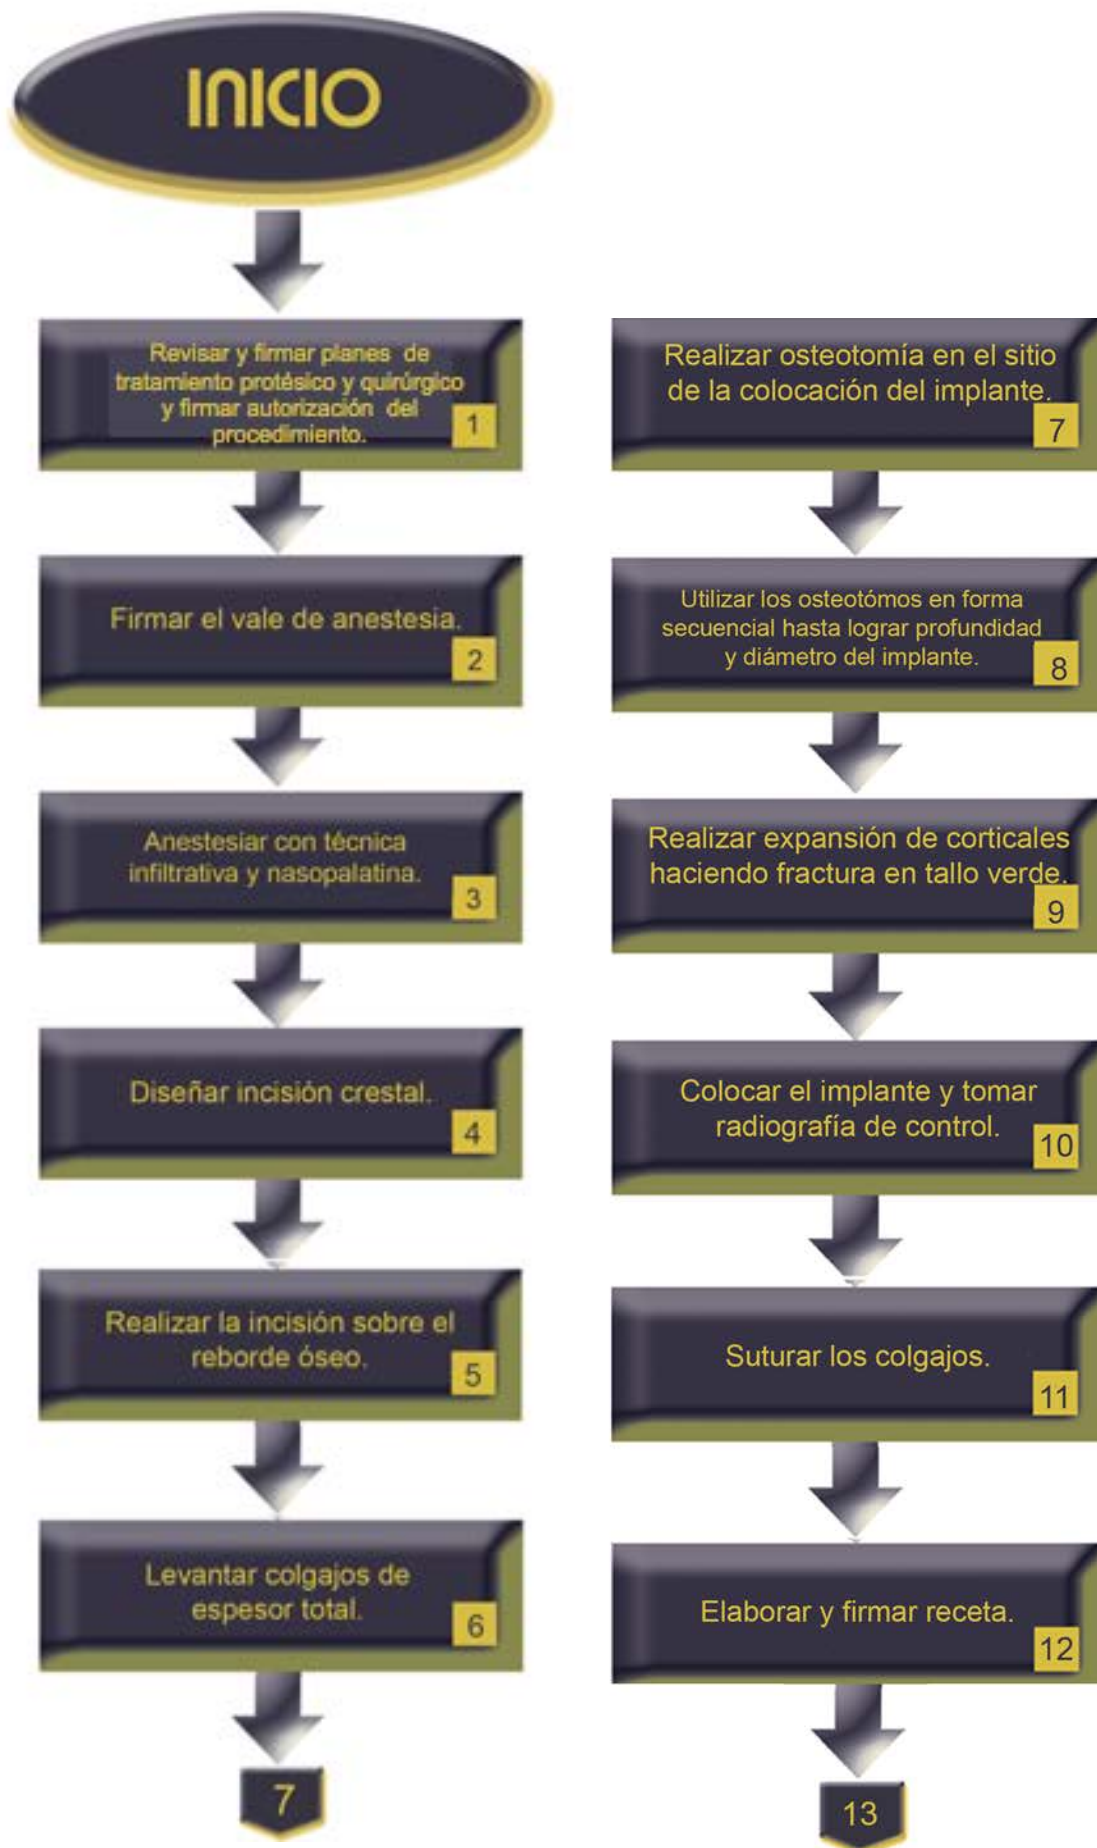 INICIO
Revisar y firmar planes de
tratamiento protésico y quirúrgico
y firmar autorización del
procedimiento.
1
Firmar el vale de anestesia.
2
Anestesiar con técnica
infiltrativa y nasopalatina.
3
Diseñar incisión crestal.
4
Realizar la incisión sobre el
reborde óseo.
5
Levantar colgajos de
espesor total.
6
7
Realizar osteotomía en el sitio
de la colocación del implante.
7
Utilizar los osteotómos en forma
secuencial hasta lograr profundidad
y diámetro del implante.
8
Realizar expansión de corticales
haciendo fractura en tallo verde.
9
Colocar el implante y tomar
radiografía de control.
10
Suturar los colgajos.
11
Elaborar y firmar receta.
12
13